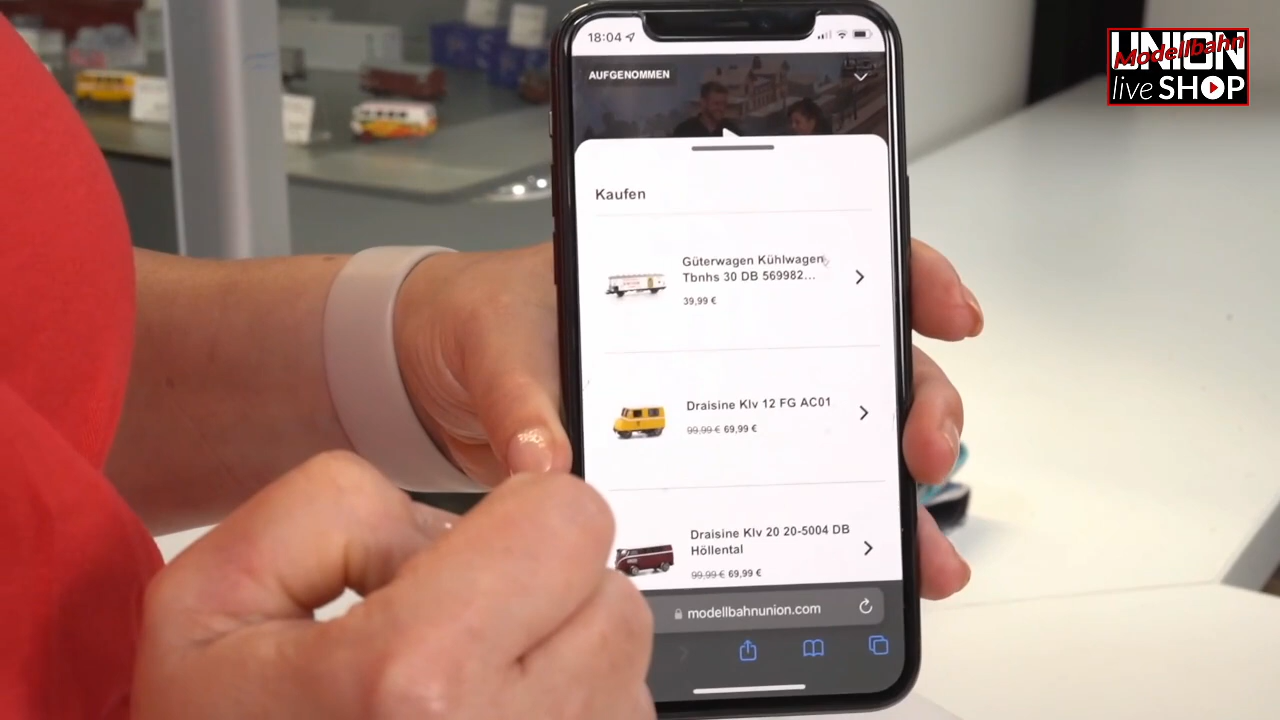 UNION
Modellbahn
live SHOP
18:04
AUFGENOMMEN
Kaufen
Güterwagen Kühlwagen
Tbnhs 30 DB 569982...
39,99 €
Draisine Klv 12 FG AC01
99,99 € 69,99 €
Draisine Klv 20 20-5004 DB
Höllental
99,99 € 69,99 €
modellbahnunion.com